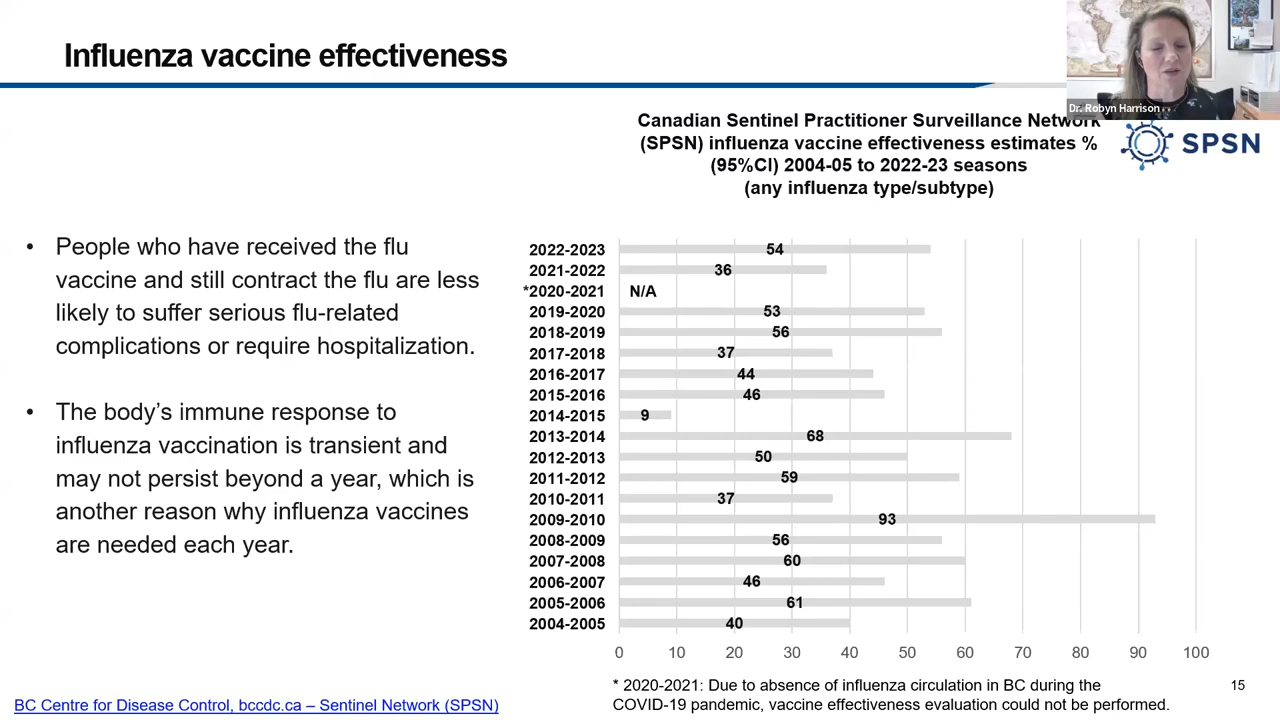 Influenza vaccine effectiveness
Dr. Robyn Harrison
Canadian Sentinel Practitioner Surveillance Network
(SPSN) influenza vaccine effectiveness estimates %
(95%CI) 2004-05 to 2022-23 seasons
(any influenza type/subtype)
SPSN
• People who have received the flu
vaccine and still contract the flu are less
likely to suffer serious flu-related
complications or require hospitalization.
• The body’s immune response to
influenza vaccination is transient and
may not persist beyond a year, which is
another reason why influenza vaccines
are needed each year.
2022-2023 54
2021-2022 36
*2020-2021 N/A
2019-2020 53
2018-2019 56
2017-2018 37
2016-2017 44
2015-2016 46
2014-2015 9
2013-2014 68
2012-2013 50
2011-2012 59
2010-2011 37
2009-2010 93
2008-2009 56
2007-2008 60
2006-2007 46
2005-2006 61
2004-2005 40
0 10 20 30 40 50 60 70 80 90 100
* 2020-2021: Due to absence of influenza circulation in BC during the
COVID-19 pandemic, vaccine effectiveness evaluation could not be performed.
15
BC Centre for Disease Control, bccdc.ca – Sentinel Network (SPSN)